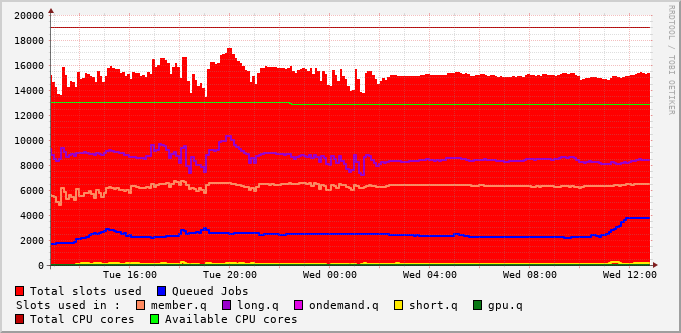 20000
18000
16000
14000
12000
10000
8000
6000
4000
2000
0
Tue 16:00 Tue 20:00 Wed 00:00 Wed 04:00 Wed 08:00 Wed 12:00
RRDTOOL / TOBI OETIKER
Total slots used Queued Jobs
Slots used in : member.q long.q ondemand.q short.q gpu.q
Total CPU cores Available CPU cores